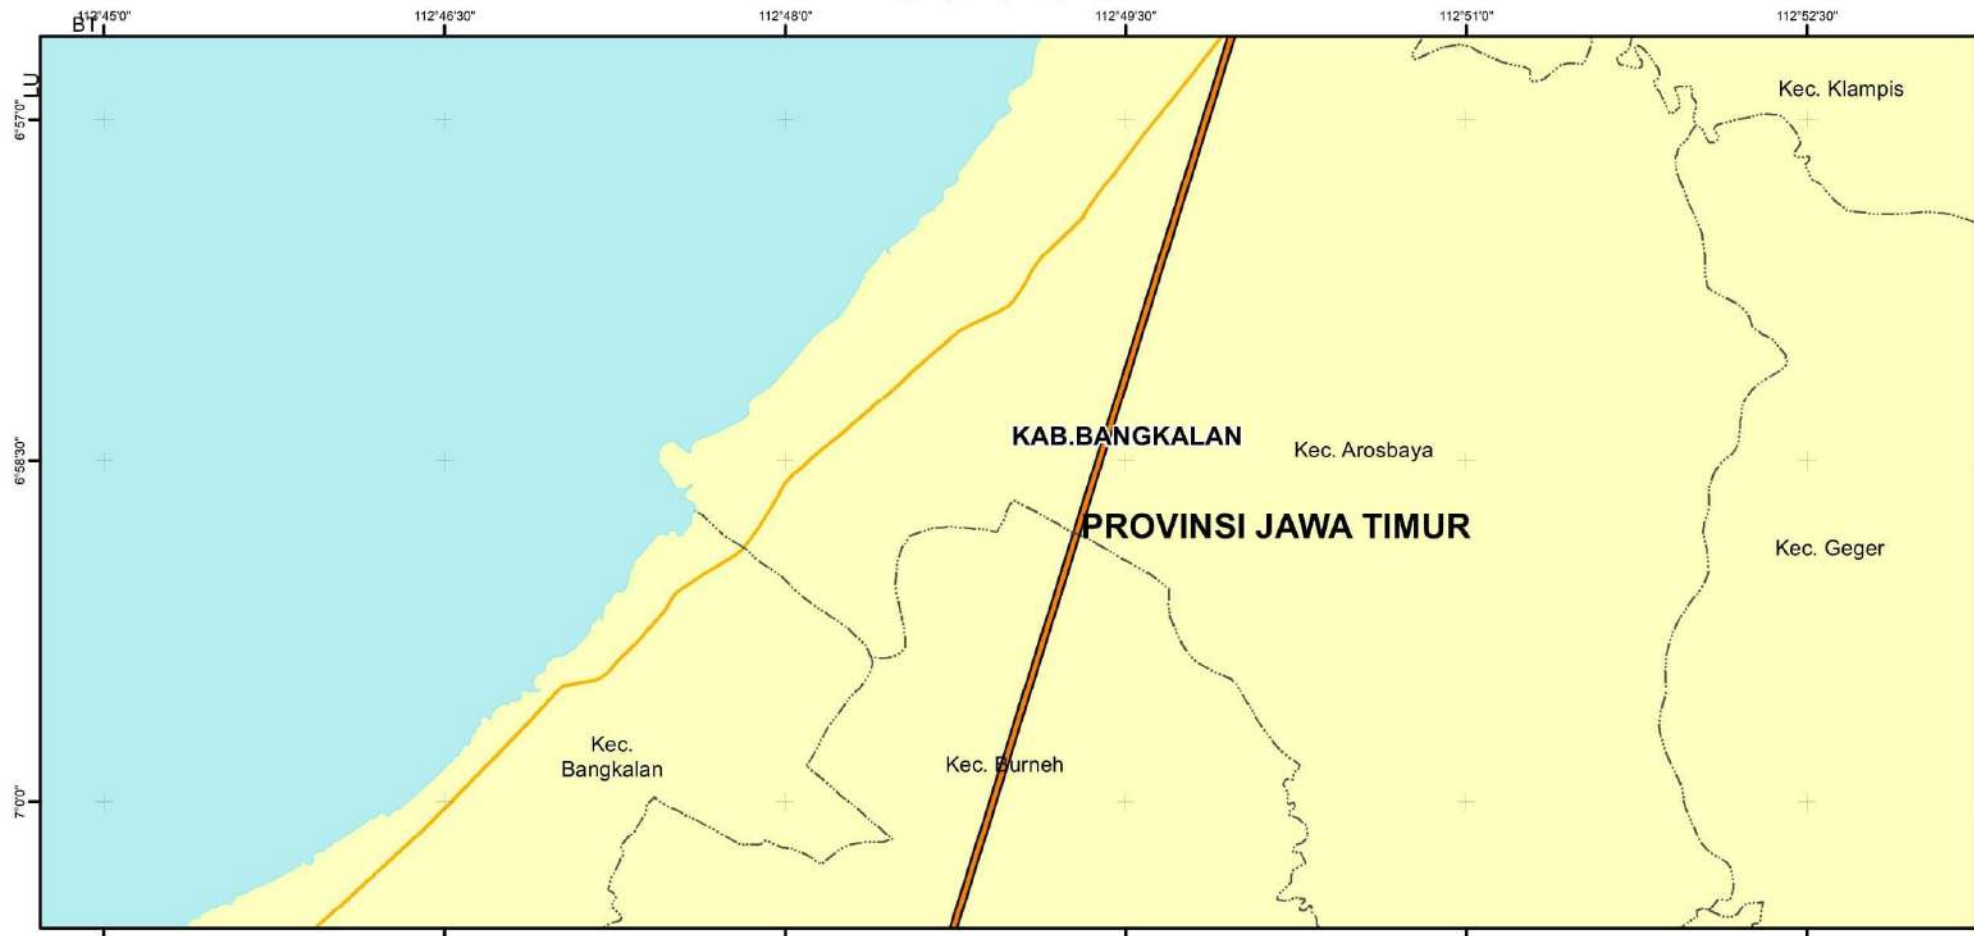 112°45'0"
112°46'30"
112°48'0"
112°49'30"
112°51'0"
112°52'30"
BT
LU
6°57'0"
Kec. Klampis
6°58'30"
KAB.BANGKALAN
Kec. Arosbaya
PROVINSI JAWA TIMUR
Kec. Geger
Kec.
Bangkalan
Kec. Burneh
7°0'0"